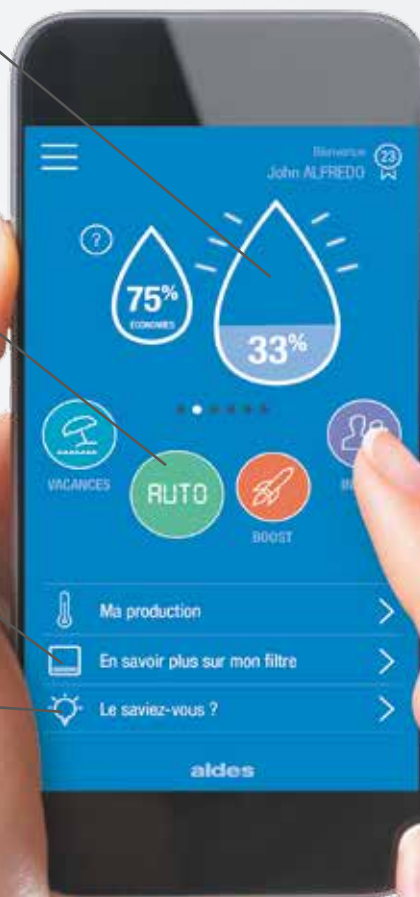 Bienvenue
John ALFREDO
23
?
75%
ECONOMIES
33%
VACANCES
AUTO
BOOST
Ma production
En savoir plus sur mon filtre
Le saviez-vous ?
aldes